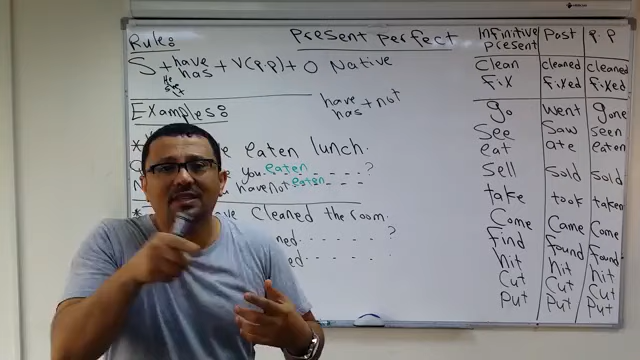 Rule:
Present perfect
S + have has + V(p.p) + O Native
He
She
it
have has + not
Examples:
eaten lunch.
you eaten ?
have not eaten
Cleaned the room.
?
Infinitive present | Past | P.P
Clean | cleaned | cleaned
fix | fixed | fixed
go | went | gone
See | Saw | seen
eat | ate | eaten
sell | sold | sold
take | took | taken
Come | Came | Come
find | found | found
hit | hit | hit
Cut | Cut | Cut
Put | Put | Put